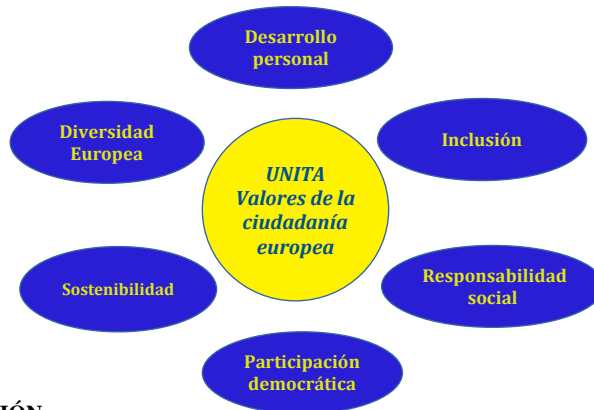 Desarrollo
personal
Diversidad
Europea
Inclusión
UNITA
Valores de la
ciudadanía
europea
Sostenibilidad
Responsabilidad
social
Participación
democrática